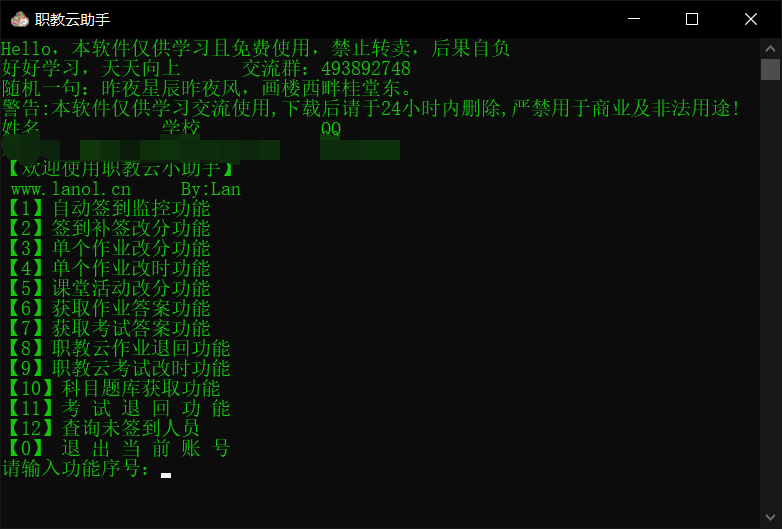 职教云助手
Hello，本软件仅供学习且免费使用，禁止转卖，后果自负
好好学习，天天向上      交流群：493892748
随机一句：昨夜星辰昨夜风，画楼西畔桂堂东。
警告:本软件仅供学习交流使用,下载后请于24小时内删除,严禁用于商业及非法用途!
姓名            学校            QQ
【欢迎使用职教云小助手】
www.lanol.cn     By:Lan
【1】自动签到监控功能
【2】签到补签改分功能
【3】单个作业改分功能
【4】单个作业改时功能
【5】课堂活动改分功能
【6】获取作业答案功能
【7】获取考试答案功能
【8】职教云作业退回功能
【9】职教云考试改时功能
【10】科目题库获取功能
【11】考 试 退 回 功 能
【12】查询未签到人员
【0】 退 出 当 前 账 号
请输入功能序号：